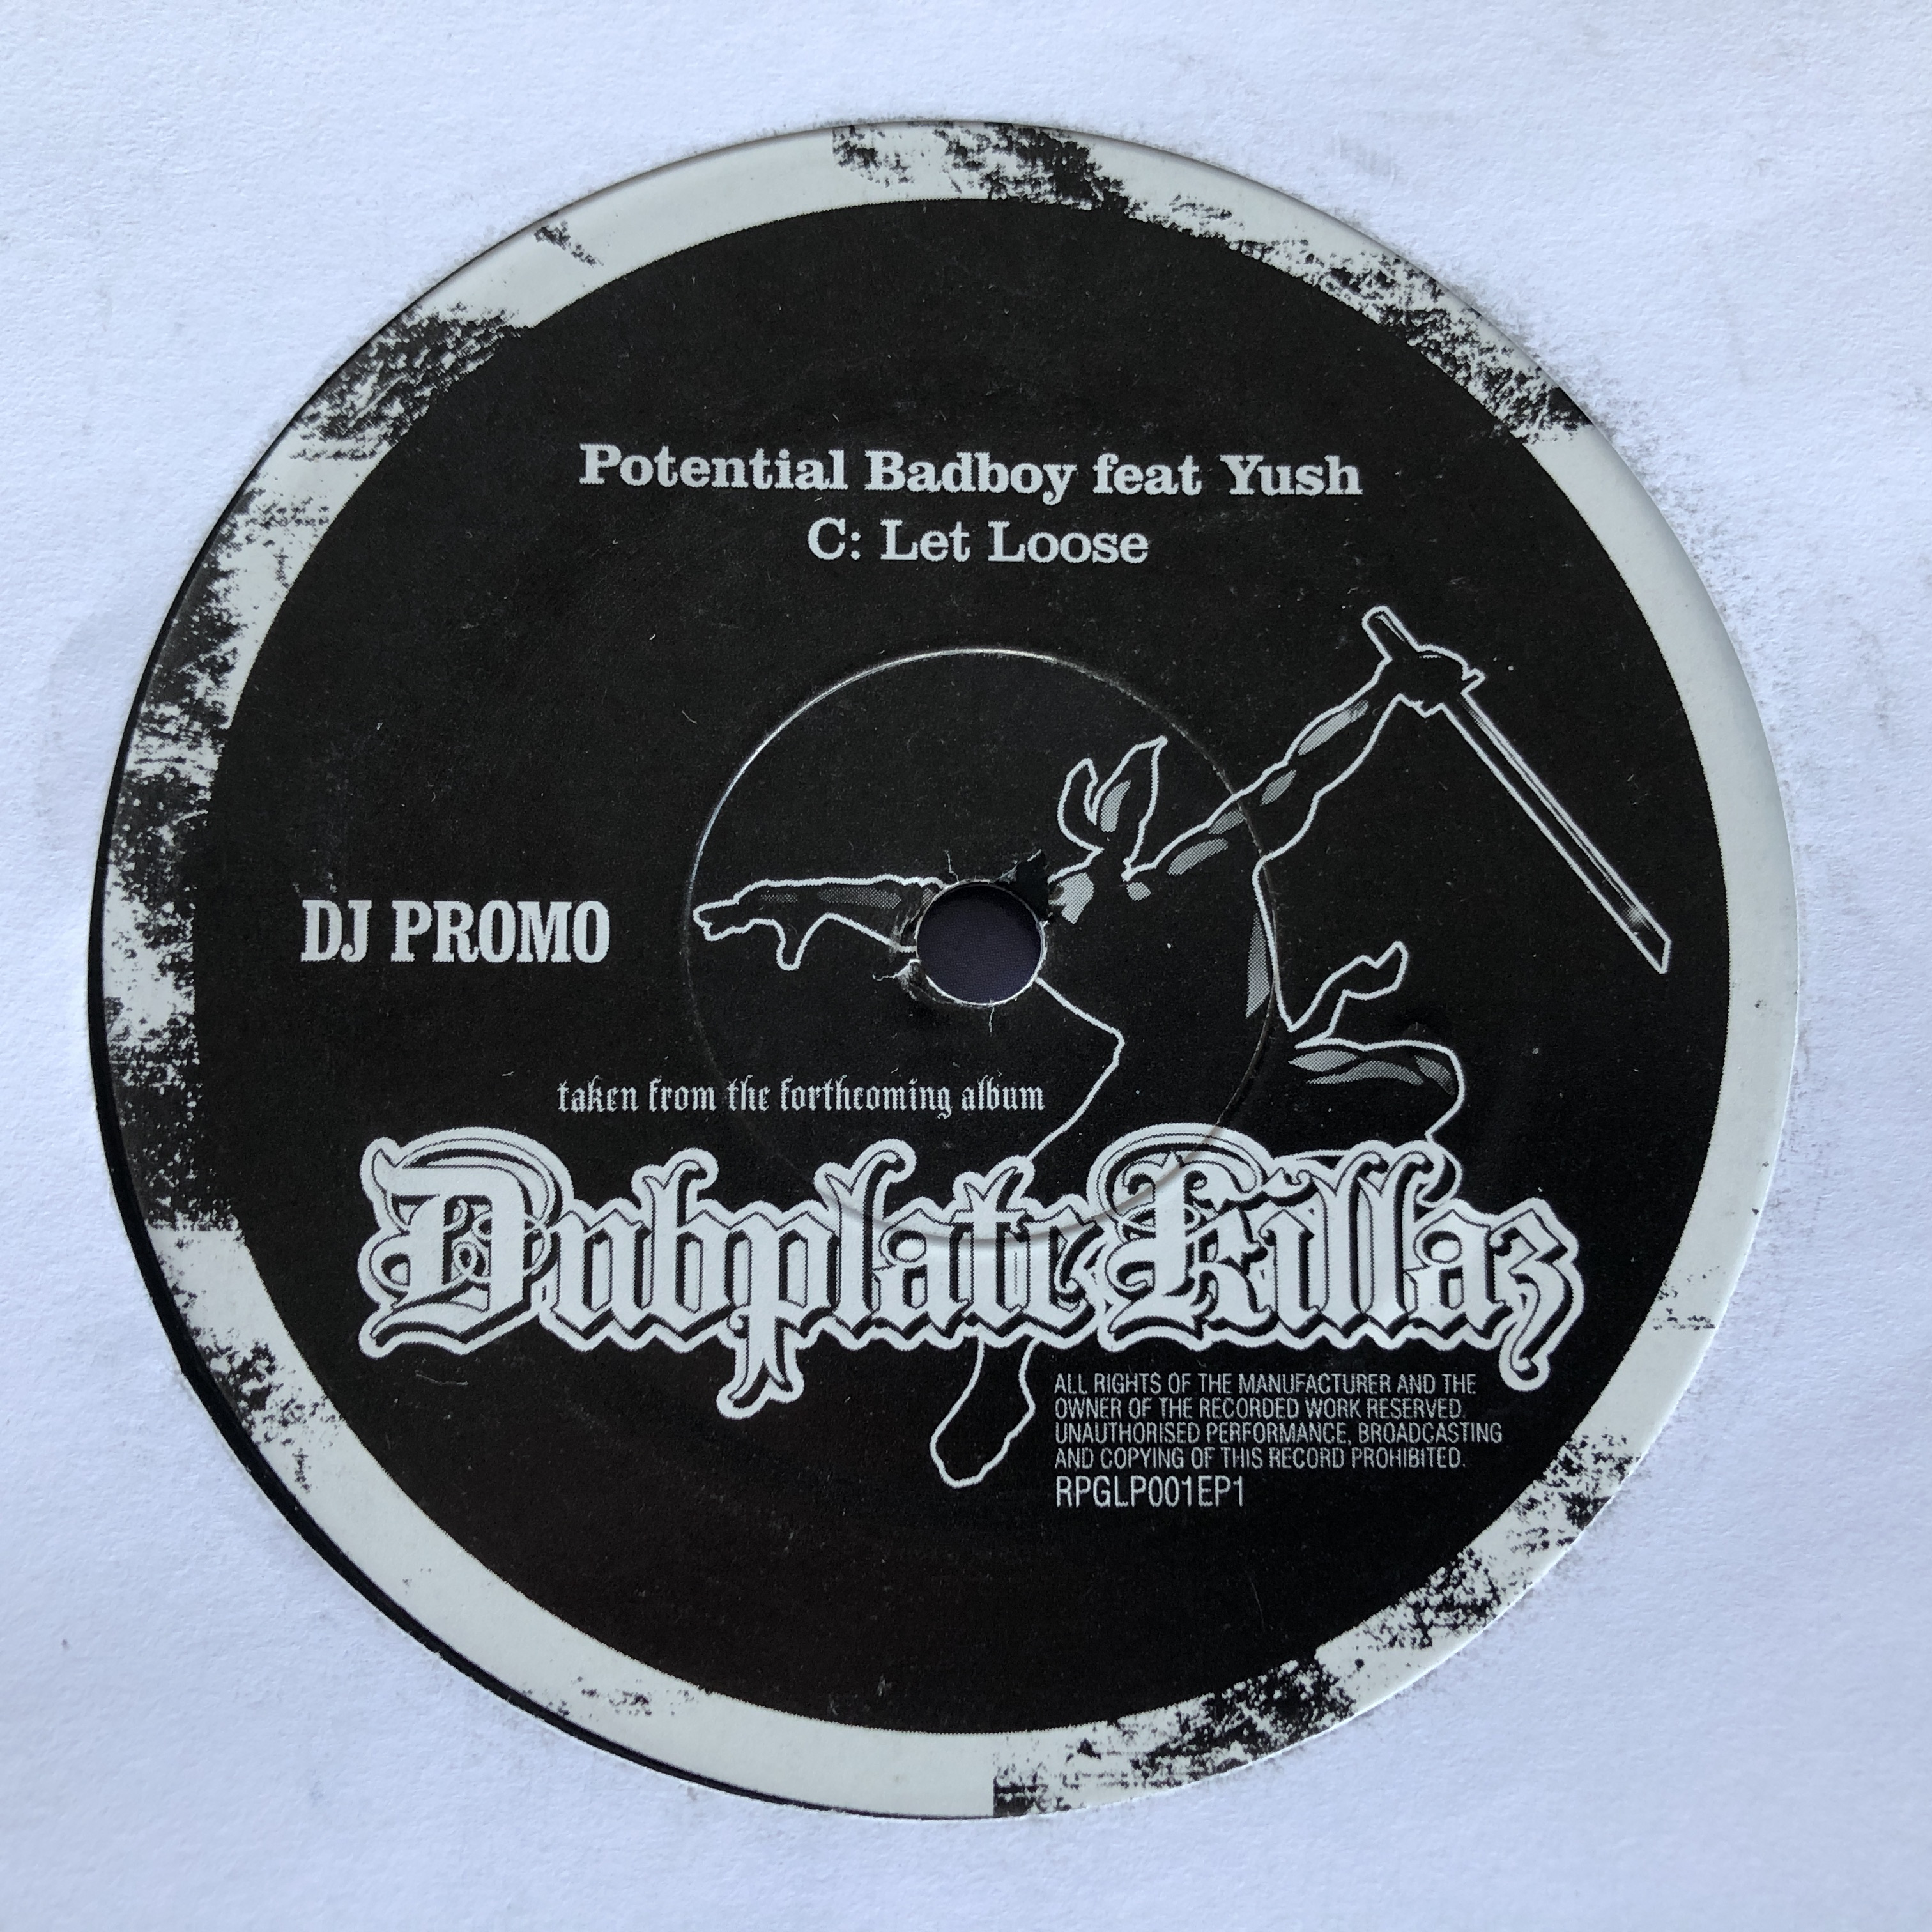 Potential Badboy feat Yush
C: Let Loose
DJ PROMO
taken from the forthcoming album
Dubplate Killaz
ALL RIGHTS OF THE MANUFACTURER AND THE
OWNER OF THE RECORDED WORK RESERVED.
UNAUTHORISED PERFORMANCE, BROADCASTING
AND COPYING OF THIS RECORD PROHIBITED.
RPGLP001EP1